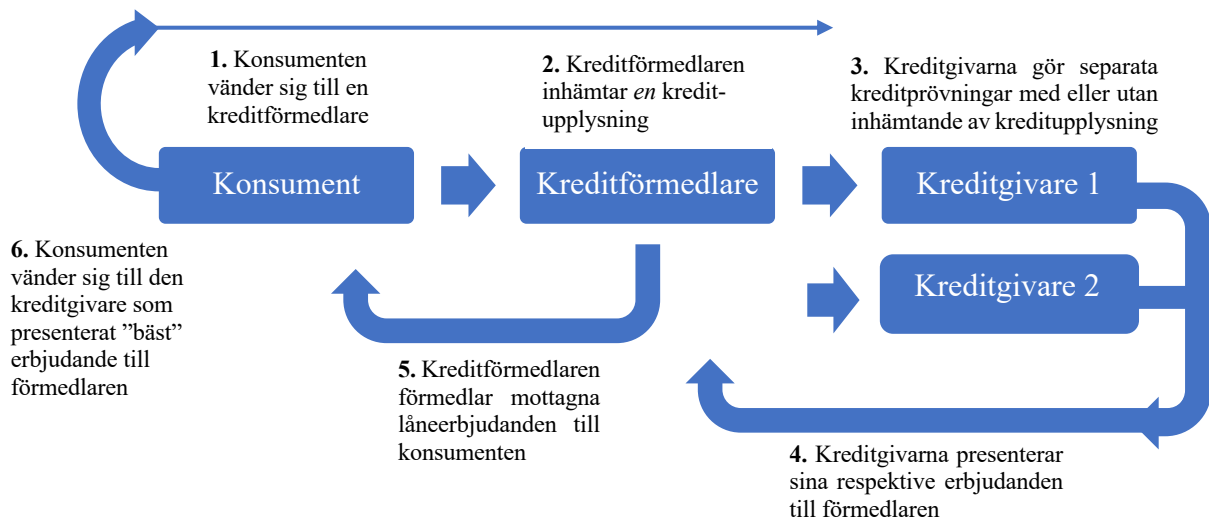 1. Konsumenten
vänder sig till en
kreditförmedlare
2. Kreditförmedlaren
inhämtar en kredit-
upplysning
3. Kreditgivarna gör separata
kreditprövningar med eller utan
inhämtande av kreditupplysning
Konsument
Kreditförmedlare
Kreditgivare 1
Kreditgivare 2
6. Konsumenten
vänder sig till den
kreditgivare som
presenterat ”bäst”
erbjudande till
förmedlaren
5. Kreditförmedlaren
förmedlar mottagna
låneerbjudanden till
konsumenten
4. Kreditgivarna presenterar
sina respektive erbjudanden
till förmedlaren